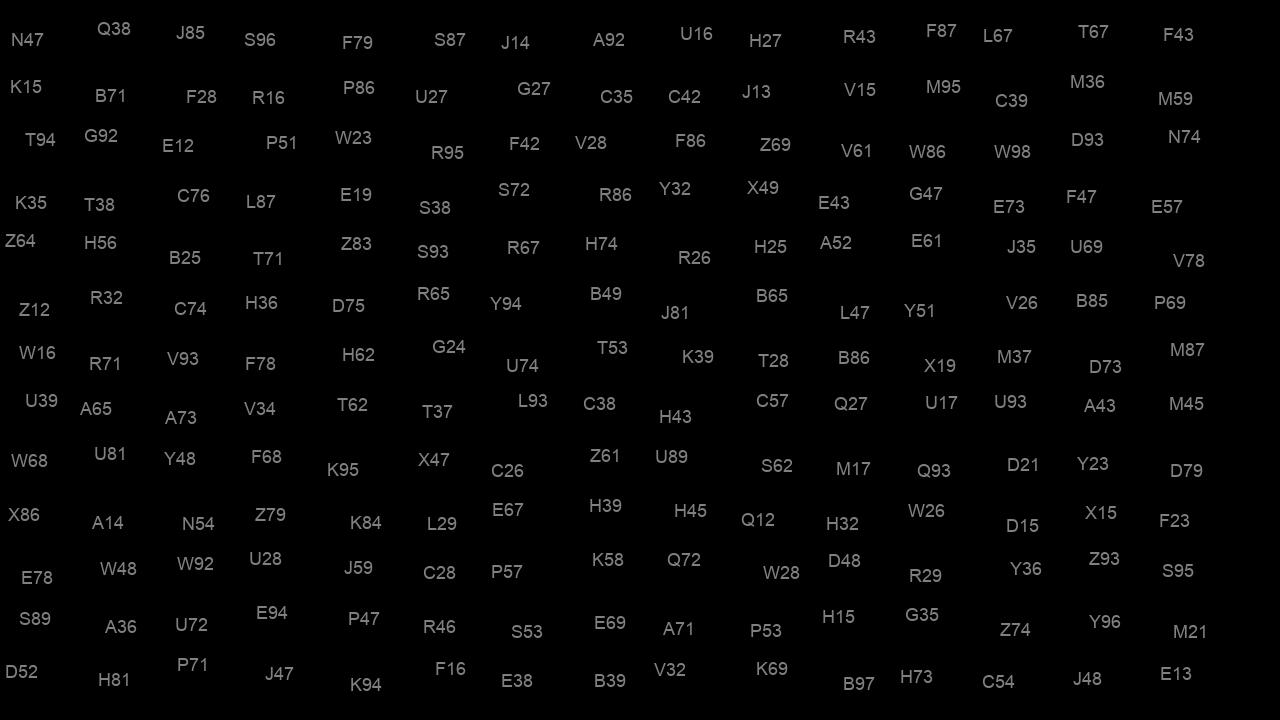 N47 Q38 J85 S96 F79 S87 J14 A92 U16 H27 R43 F87 L67 T67 F43
K15 B71 F28 R16 P86 U27 G27 C35 C42 J13 V15 M95 C39 M36 M59
T94 G92 E12 P51 W23 R95 F42 V28 F86 Z69 V61 W86 W98 D93 N74
K35 T38 C76 L87 E19 S38 S72 R86 Y32 X49 E43 G47 E73 F47 E57
Z64 H56 B25 T71 Z83 S93 R67 H74 R26 H25 A52 E61 J35 U69 V78
Z12 R32 C74 H36 D75 R65 Y94 B49 J81 B65 L47 Y51 V26 B85 P69
W16 R71 V93 F78 H62 G24 U74 T53 K39 T28 B86 X19 M37 D73 M87
U39 A65 A73 V34 T62 T37 L93 C38 H43 C57 Q27 U17 U93 A43 M45
W68 U81 Y48 F68 K95 X47 C26 Z61 U89 S62 M17 Q93 D21 Y23 D79
X86 A14 N54 Z79 K84 L29 E67 H39 H45 Q12 H32 W26 D15 X15 F23
E78 W48 W92 U28 J59 C28 P57 K58 Q72 W28 D48 R29 Y36 Z93 S95
S89 A36 U72 E94 P47 R46 S53 E69 A71 P53 H15 G35 Z74 Y96 M21
D52 H81 P71 J47 K94 F16 E38 B39 V32 K69 B97 H73 C54 J48 E13